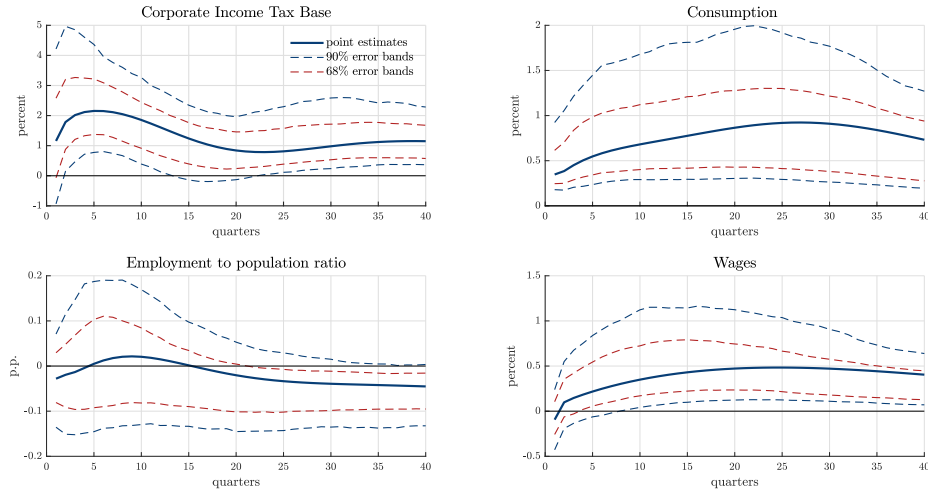 Corporate Income Tax Base
5
4
3
2
1
0
-1
percent
point estimates
90% error bands
68% error bands
0 5 10 15 20 25 30 35 40
quarters
Consumption
2
1.5
1
0.5
0
percent
0 5 10 15 20 25 30 35 40
quarters
Employment to population ratio
0.2
0.1
0
-0.1
-0.2
p.p.
0 5 10 15 20 25 30 35 40
quarters
Wages
1.5
1
0.5
0
-0.5
percent
0 5 10 15 20 25 30 35 40
quarters